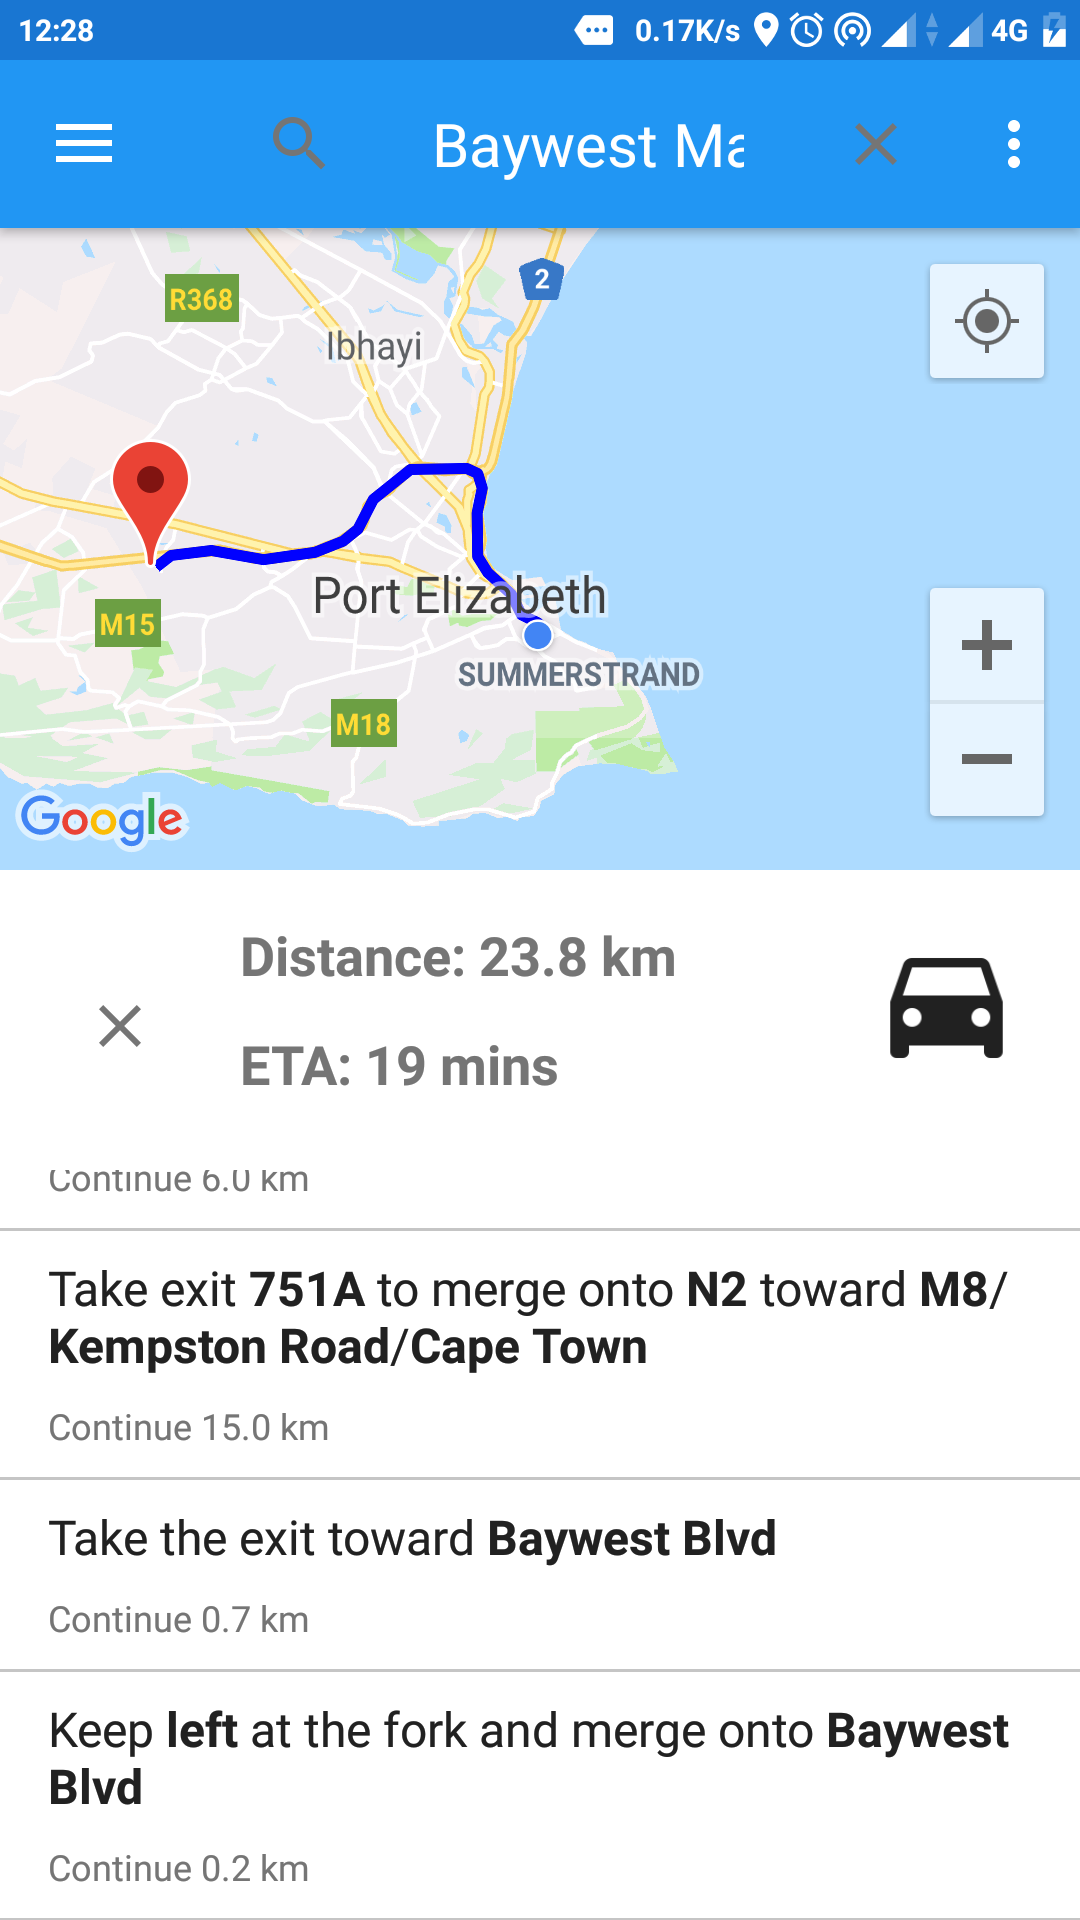 12:28 0.17K/s 4G
Baywest Ma
2
R368
Ibhayi
Port Elizabeth
M15
SUMMERSTRAND
M18
Google
Distance: 23.8 km
ETA: 19 mins
Continue 6.0 km
Take exit 751A to merge onto N2 toward M8/
Kempston Road/Cape Town
Continue 15.0 km
Take the exit toward Baywest Blvd
Continue 0.7 km
Keep left at the fork and merge onto Baywest
Blvd
Continue 0.2 km